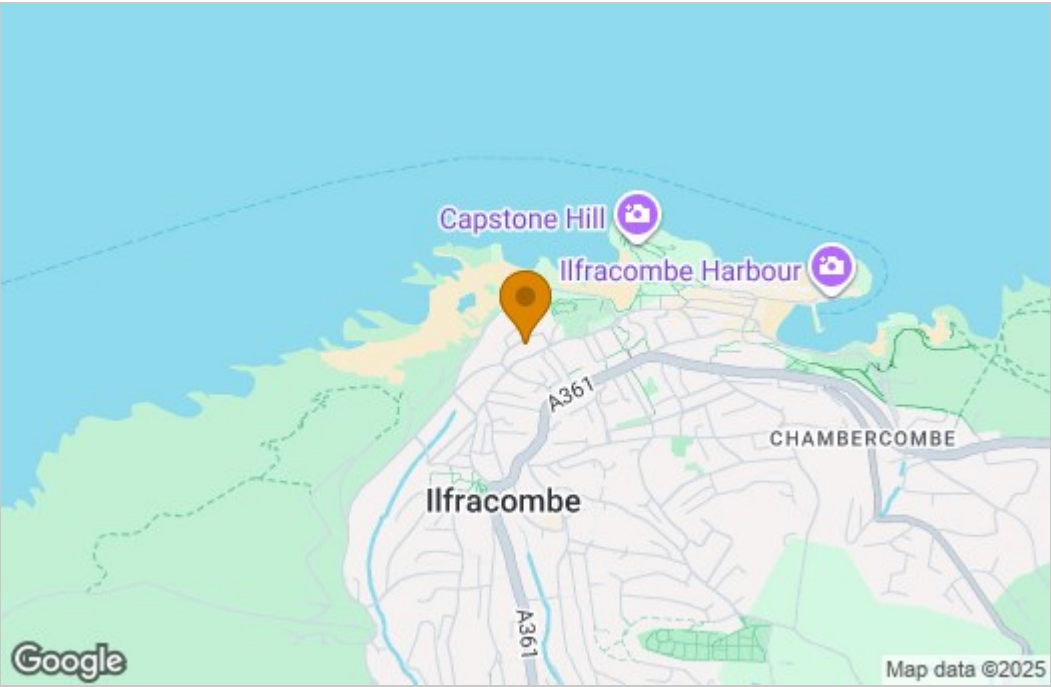 Capstone Hill
Ilfracombe Harbour
A361
CHAMBERCOMBE
Ilfracombe
A361
Google
Map data ©2025